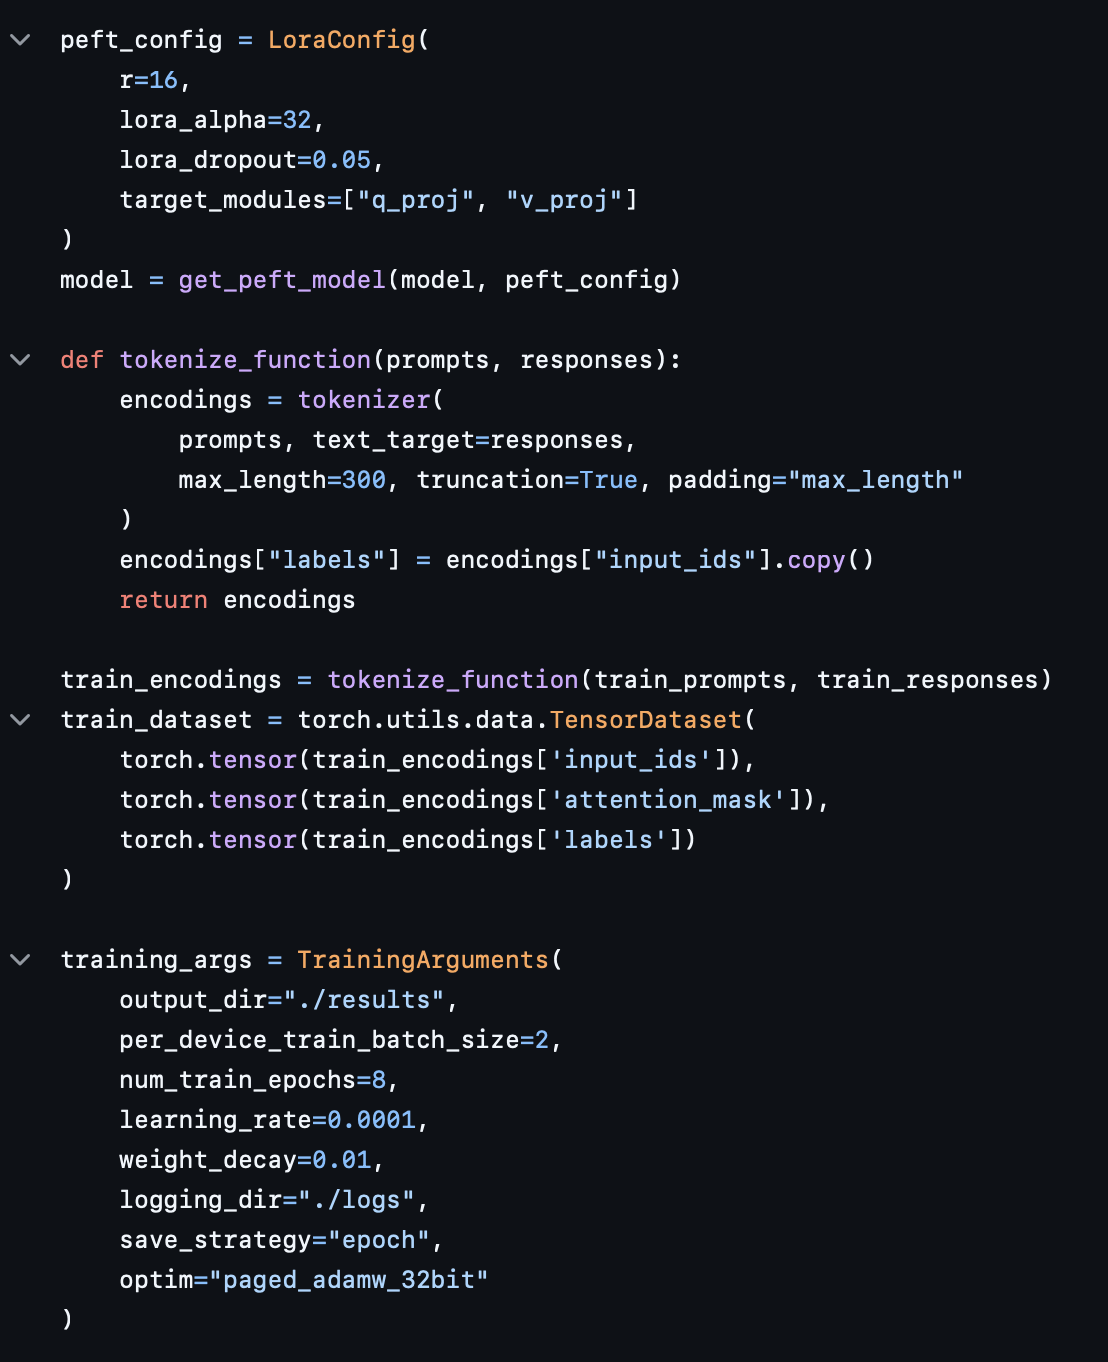 peft_config = LoraConfig(
    r=16,
    lora_alpha=32,
    lora_dropout=0.05,
    target_modules=["q_proj", "v_proj"]
)
model = get_peft_model(model, peft_config)

def tokenize_function(prompts, responses):
    encodings = tokenizer(
        prompts, text_target=responses,
        max_length=300, truncation=True, padding="max_length"
    )
    encodings["labels"] = encodings["input_ids"].copy()
    return encodings

train_encodings = tokenize_function(train_prompts, train_responses)
train_dataset = torch.utils.data.TensorDataset(
    torch.tensor(train_encodings['input_ids']),
    torch.tensor(train_encodings['attention_mask']),
    torch.tensor(train_encodings['labels'])
)

training_args = TrainingArguments(
    output_dir="./results",
    per_device_train_batch_size=2,
    num_train_epochs=8,
    learning_rate=0.0001,
    weight_decay=0.01,
    logging_dir="./logs",
    save_strategy="epoch",
    optim="paged_adamw_32bit"
)